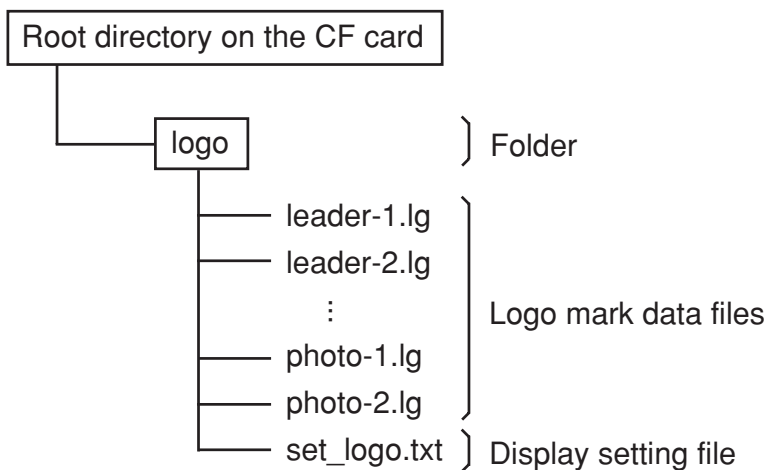 Root directory on the CF card
logo
Folder
leader-1.lg
leader-2.lg
⋮
Logo mark data files
photo-1.lg
photo-2.lg
set_logo.txt
Display setting file